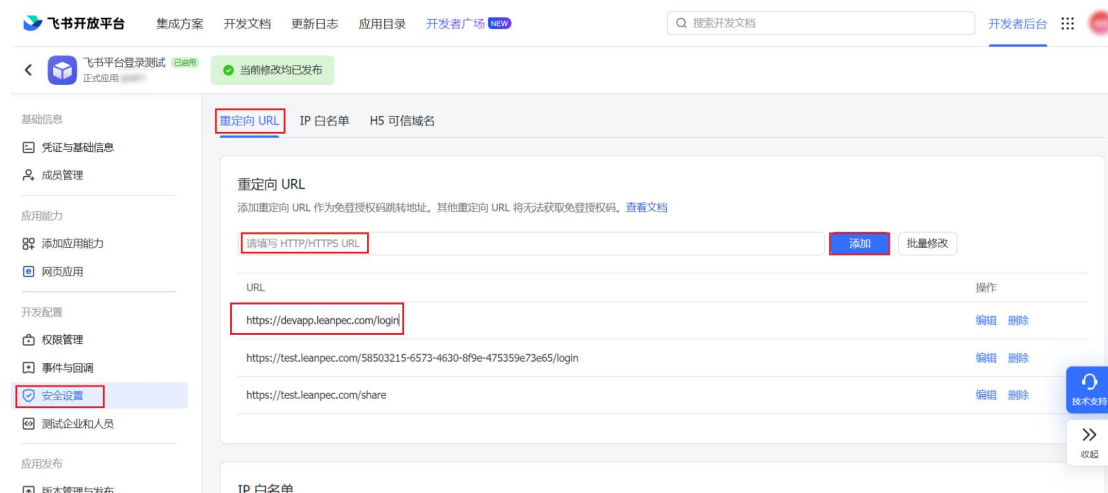 飞书开放平台 集成方案 开发文档 更新日志 应用目录 开发者广场 NEW 搜索开发文档 开发者后台
飞书平台登录测试 已启用 当前修改均已发布
正式应用
基础信息
凭证与基础信息
成员管理
应用能力
添加应用能力
网页应用
开发配置
权限管理
事件与回调
安全设置
测试企业和人员
应用发布
版本管理与发布
重定向 URL IP 白名单 H5 可信域名
重定向 URL
添加重定向 URL 作为免登授权码跳转地址。其他重定向 URL 将无法获取免登授权码。查看文档
请填写 HTTP/HTTPS URL 添加 批量修改
URL 操作
https://devapp.leanpec.com/login 编辑 删除
https://test.leanpec.com/58503215-6573-4630-8f9e-475359e73e65/login 编辑 删除
https://test.leanpec.com/share 编辑 删除
IP 白名单
技术支持
收起